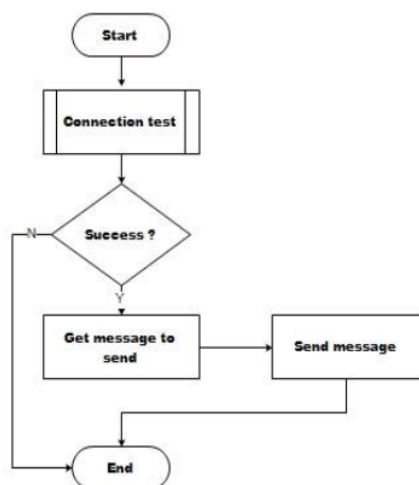 Start
Connection test
Success ?
N
Y
Get message to
send
Send message
End